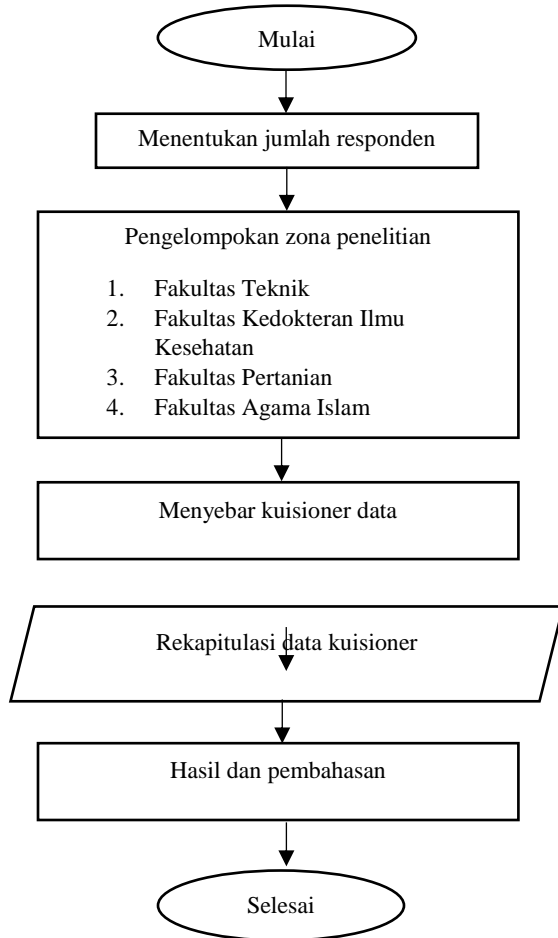 Mulai
Menentukan jumlah responden
Pengelompokan zona penelitian
1. Fakultas Teknik
2. Fakultas Kedokteran Ilmu
Kesehatan
3. Fakultas Pertanian
4. Fakultas Agama Islam
Menyebar kuisioner data
Rekapitulasi data kuisioner
Hasil dan pembahasan
Selesai